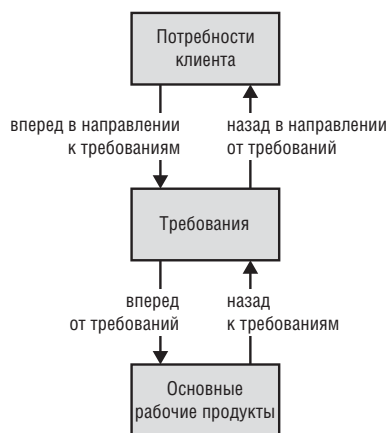 Потребности
клиента
вперед в направлении
к требованиям
назад в направлении
от требований
Требования
вперед
от требований
назад
к требованиям
Основные
рабочие продукты